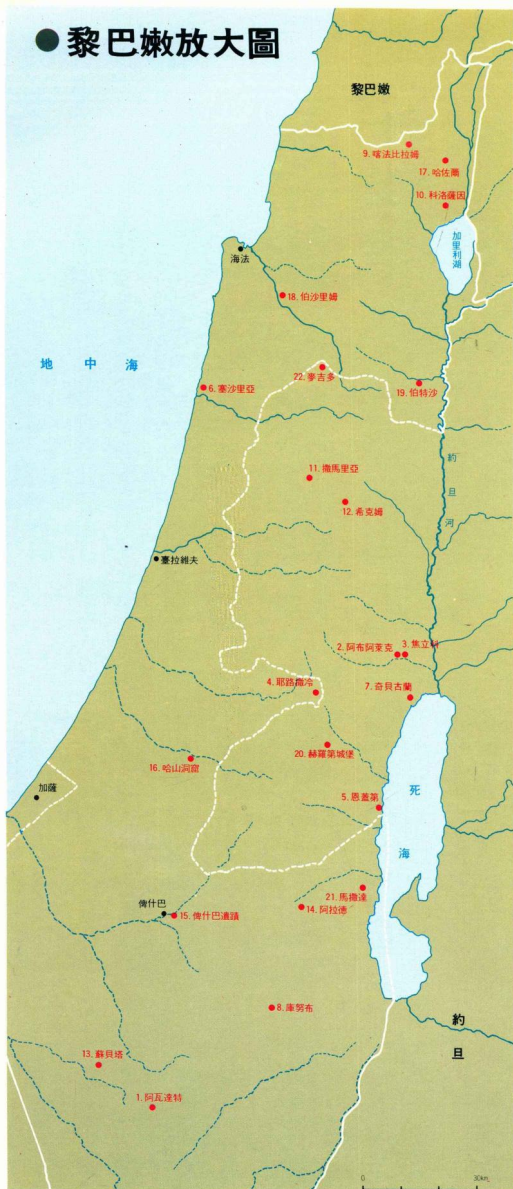 ●黎巴嫩放大圖
黎巴嫩
9. 喀法比拉姆
17. 哈佐爾
10. 科洛薩因
加里利湖
海法
18. 伯沙里姆
地中海
22. 麥吉多
19. 伯特沙
6. 塞沙里亞
約旦河
11. 撒馬里亞
12. 希克姆
臺拉維夫
2. 阿布阿萊克
3. 焦立科
4. 耶路撒冷
7. 奇貝古蘭
20. 赫羅第城堡
16. 哈山洞窟
加薩
5. 恩蓋第
死海
俾什巴
15. 俾什巴遺蹟
21. 馬撒達
14. 阿拉德
8. 庫努布
約旦
13. 蘇貝塔
1. 阿瓦達特
0 30km